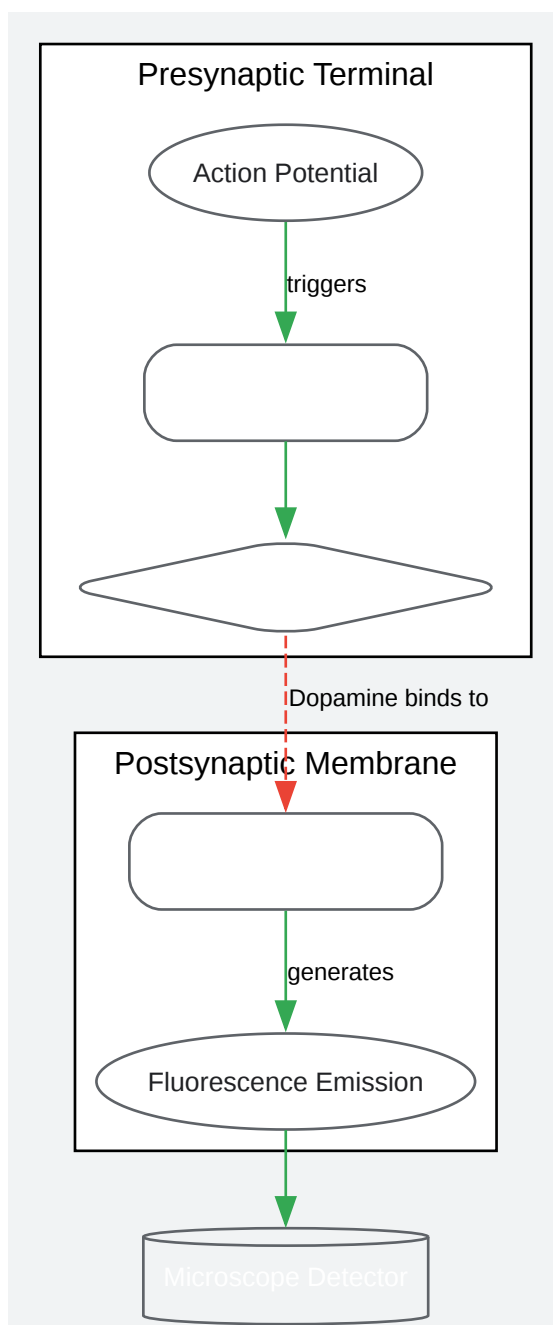 Presynaptic Terminal
Action Potential
triggers
Dopamine binds to
Postsynaptic Membrane
generates
Fluorescence Emission
Microscope Detector